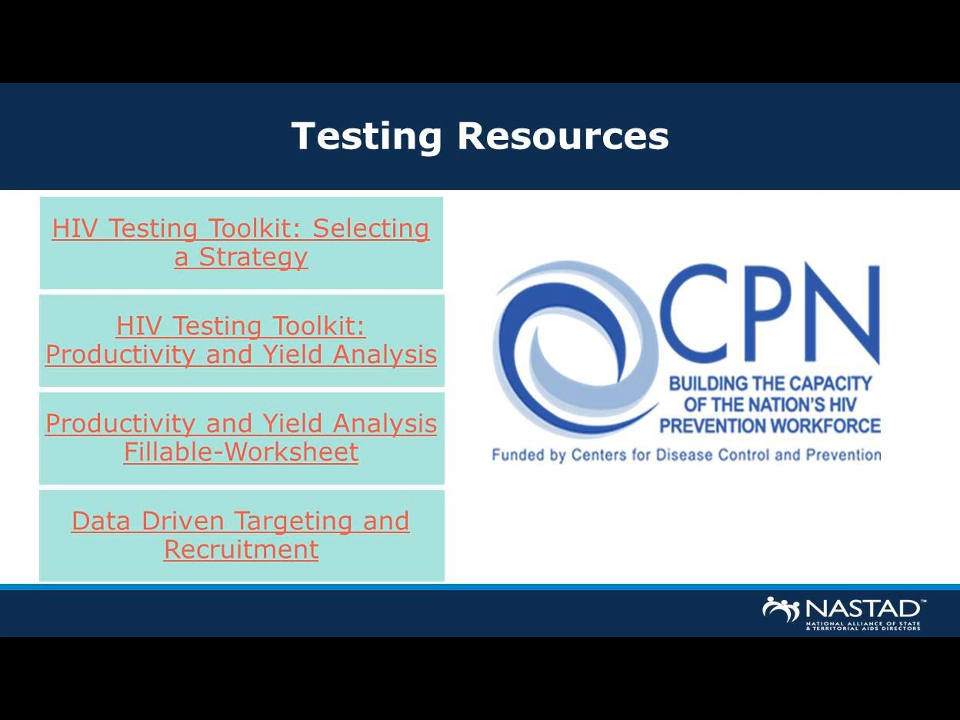 Testing Resources
HIV Testing Toolkit: Selecting
a Strategy
HIV Testing Toolkit:
Productivity and Yield Analysis
Productivity and Yield Analysis
Fillable-Worksheet
Data Driven Targeting and
Recruitment
CPN
BUILDING THE CAPACITY
OF THE NATION'S HIV
PREVENTION WORKFORCE
Funded by Centers for Disease Control and Prevention
NASTAD™
NATIONAL ALLIANCE OF STATE
& TERRITORIAL AIDS DIRECTORS